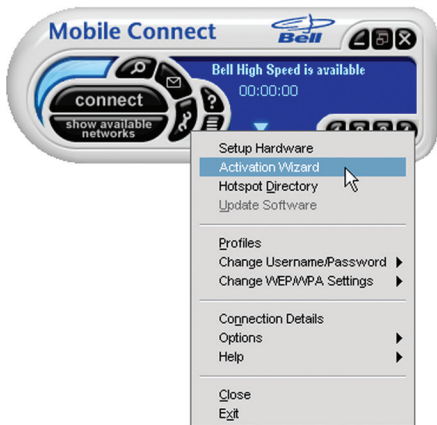 Mobile Connect
Bell
Bell High Speed is available
00:00:00
connect
show available
networks
?
Setup Hardware
Activation Wizard
Hotspot Directory
Update Software
Profiles
Change Username/Password
Change WEP/WPA Settings
Connection Details
Options
Help
Close
Exit